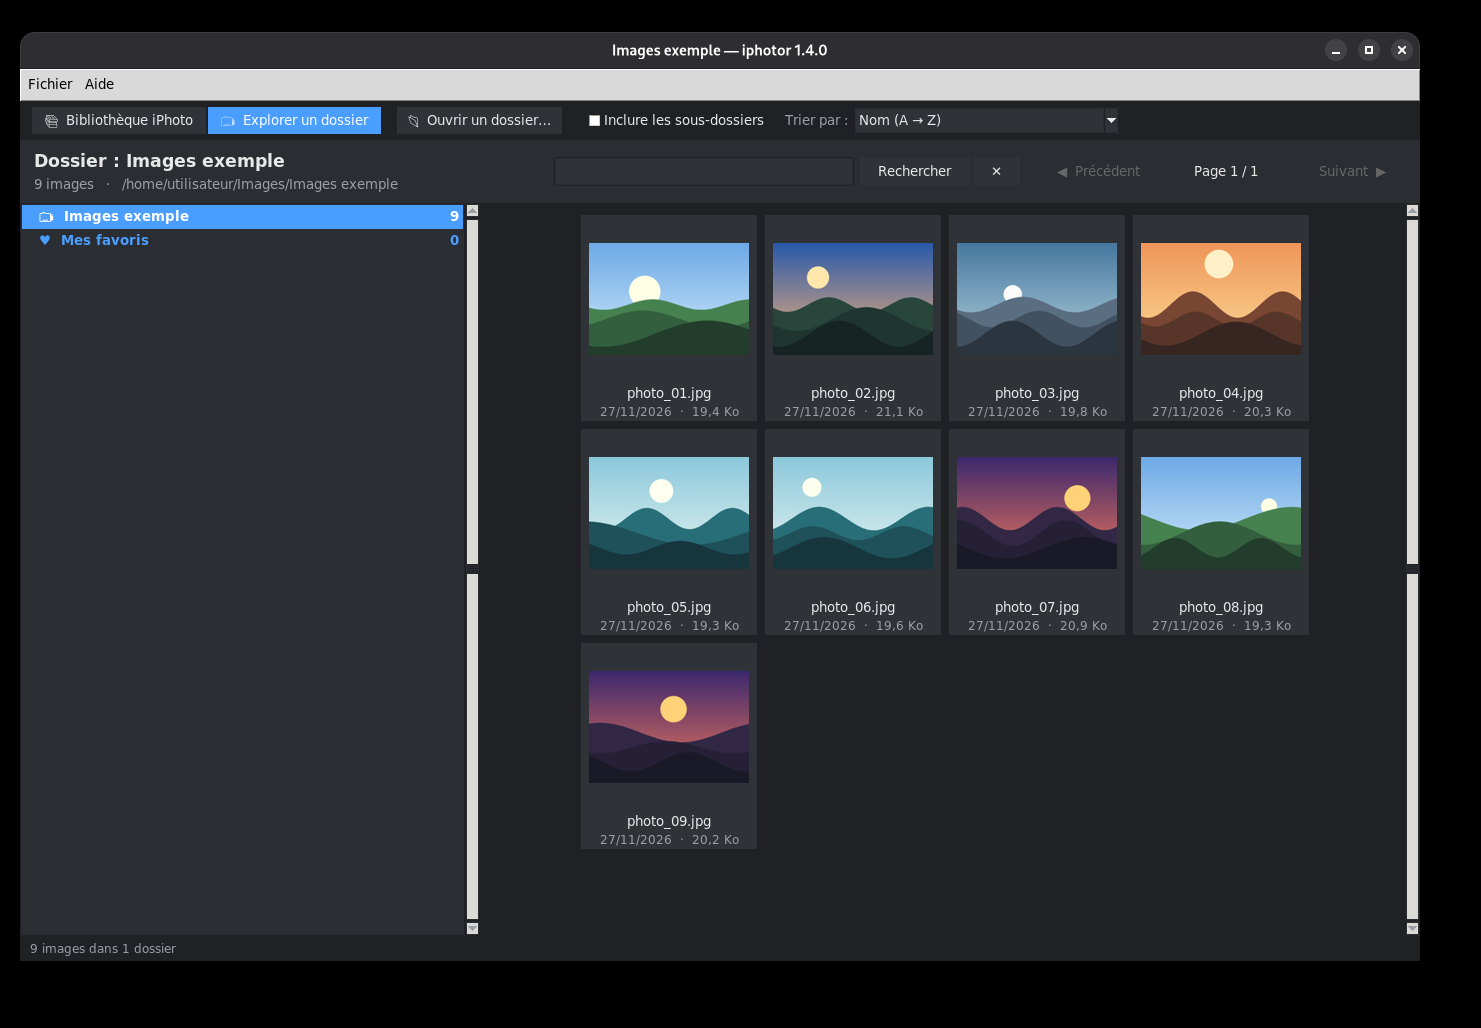 Images exemple — iphotor 1.4.0
Fichier Aide
Bibliothèque iPhoto Explorer un dossier Ouvrir un dossier... Inclure les sous-dossiers Trier par : Nom (A → Z)
Dossier : Images exemple
9 images · /home/utilisateur/Images/Images exemple
Rechercher ✕ ◀ Précédent Page 1 / 1 Suivant ▶
Images exemple 9
♥ Mes favoris 0
photo_01.jpg photo_02.jpg photo_03.jpg photo_04.jpg
27/11/2026 · 19,4 Ko 27/11/2026 · 21,1 Ko 27/11/2026 · 19,8 Ko 27/11/2026 · 20,3 Ko
photo_05.jpg photo_06.jpg photo_07.jpg photo_08.jpg
27/11/2026 · 19,3 Ko 27/11/2026 · 19,6 Ko 27/11/2026 · 20,9 Ko 27/11/2026 · 19,3 Ko
photo_09.jpg
27/11/2026 · 20,2 Ko
9 images dans 1 dossier